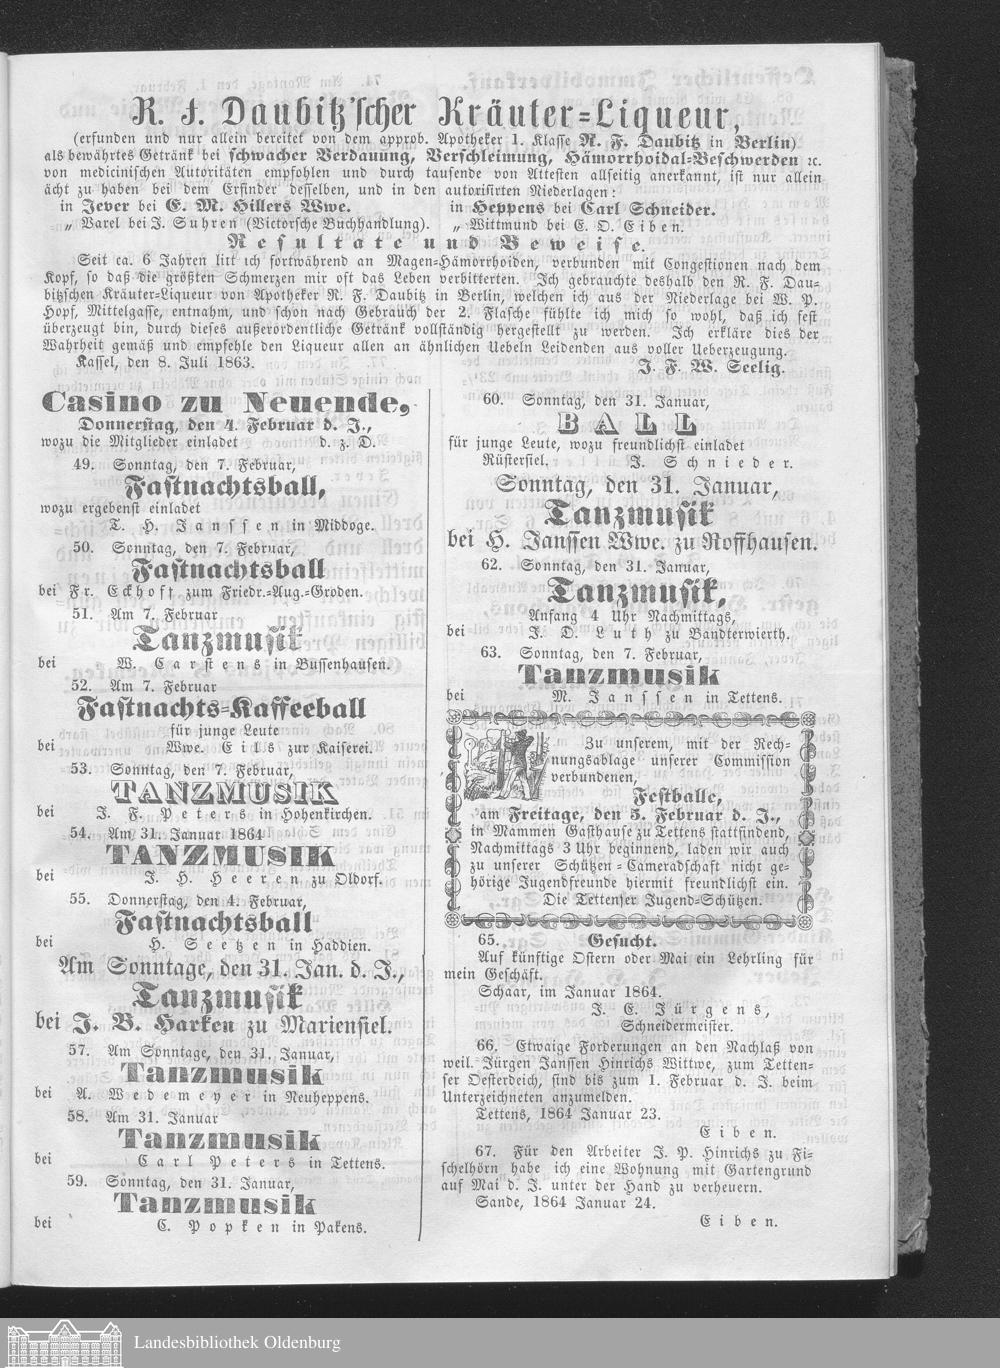 R. F. Daubitz'scher Kräuter-Liqueur,
(erfunden und nur allein bereitet von dem approb. Apotheker 1. Klasse R. F. Daubitz in Berlin)
als bewährtes Getränk bei schwacher Verdauung, Verschleimung, Hämorrhoidal-Beschwerden ꝛc.
von medicinischen Autoritäten empfohlen und durch tausende von Attesten allseitig anerkannt, ist nur allein
ächt zu haben bei dem Erfinder desselben, und in den autorisirten Niederlagen:
in Jever bei E. M. Hillers Wwe.
„ Varel bei J. Suhren (Victorsche Buchhandlung).
in Heppens bei Carl Schneider.
„ Wittmund bei C. D. Eiben.
Resultate und Beweise.
Seit ca. 6 Jahren litt ich fortwährend an Magen-Hämorrhoiden, verbunden mit Congestionen nach dem
Kopf, so daß die größten Schmerzen mir oft das Leben verbitterten. Ich gebrauchte deshalb den R. F. Dau-
bitzschen Kräuter-Liqueur von Apotheker R. F. Daubitz in Berlin, welchen ich aus der Niederlage bei W. P.
Hopf, Mittelgasse, entnahm, und schon nach Gebrauch der 2. Flasche fühlte ich mich so wohl, daß ich fest
überzeugt bin, durch dieses außerordentliche Getränk vollständig hergestellt zu werden. Ich erkläre dies der
Wahrheit gemäß und empfehle den Liqueur allen an ähnlichen Uebeln Leidenden aus voller Ueberzeugung.
Kassel, den 8. Juli 1863.
J. F. W. Seelig.
Casino zu Neuende,
Donnerstag, den 4. Februar d. J.,
wozu die Mitglieder einladet d. z. D.
49. Sonntag, den 7. Februar,
Fastnachtsball,
wozu ergebenst einladet
T. H. Janssen in Middoge.
50. Sonntag, den 7. Februar,
Fastnachtsball
bei Fr. Eckhoff zum Friedr.-Aug.-Groden.
51. Am 7. Februar
Tanzmusik
bei W. Carstens in Bussenhausen.
52. Am 7. Februar
Fastnachts-Kaffeeball
für junge Leute
bei Wwe. Eils zur Kaiserei.
53. Sonntag, den 7. Februar,
TANZMUSIK
bei J. F. Peters in Hohenkirchen.
54. Am 31. Januar 1864
TANZMUSIK
bei J. H. Heeren zu Oldorf.
55. Donnerstag, den 4. Februar,
Fastnachtsball
bei H. Seetzen in Haddien.
Am Sonntage, den 31. Jan. d. J.,
Tanzmusik
bei J. B. Harken zu Mariensiel.
57. Am Sonntage, den 31. Januar,
Tanzmusik
bei A. Wedemeyer in Neuheppens.
58. Am 31. Januar
Tanzmusik
bei Carl Peters in Tettens.
59. Sonntag, den 31. Januar,
Tanzmusik
bei C. Popken in Pakens.
60. Sonntag, den 31. Januar,
BALL
für junge Leute, wozu freundlichst einladet
Rüstersiel. J. Schnieder.
Sonntag, den 31. Januar,
Tanzmusik
bei H. Janssen Wwe. zu Roffhausen.
62. Sonntag, den 31. Januar,
Tanzmusik,
Anfang 4 Uhr Nachmittags,
bei J. D. Luth zu Bandterwierth.
63. Sonntag, den 7. Februar,
Tanzmusik
bei M. Janssen in Tettens.
Zu unserem, mit der Rech-
nungsablage unserer Commission
verbundenen,
Festballe,
am Freitage, den 5. Februar d. J.,
in Mammen Gasthause zu Tettens stattfindend,
Nachmittags 3 Uhr beginnend, laden wir auch
zu unserer Schützen-Cameradschaft nicht ge-
hörige Jugendfreunde hiermit freundlichst ein.
Die Tettenser Jugend-Schützen.
65. Gesucht.
Auf künftige Ostern oder Mai ein Lehrling für
mein Geschäft.
Schaar, im Januar 1864.
J. E. Jürgens,
Schneidermeister.
66. Etwaige Forderungen an den Nachlaß von
weil. Jürgen Janssen Hinrichs Wittwe, zum Tetten-
ser Oesterdeich, sind bis zum 1. Februar d. J. beim
Unterzeichneten anzumelden.
Tettens, 1864 Januar 23.
Eiben.
67. Für den Arbeiter J. P. Hinrichs zu Fi-
schelhörn habe ich eine Wohnung mit Gartengrund
auf Mai d. J. unter der Hand zu verheuern.
Sande, 1864 Januar 24.
Eiben.
Landesbibliothek Oldenburg